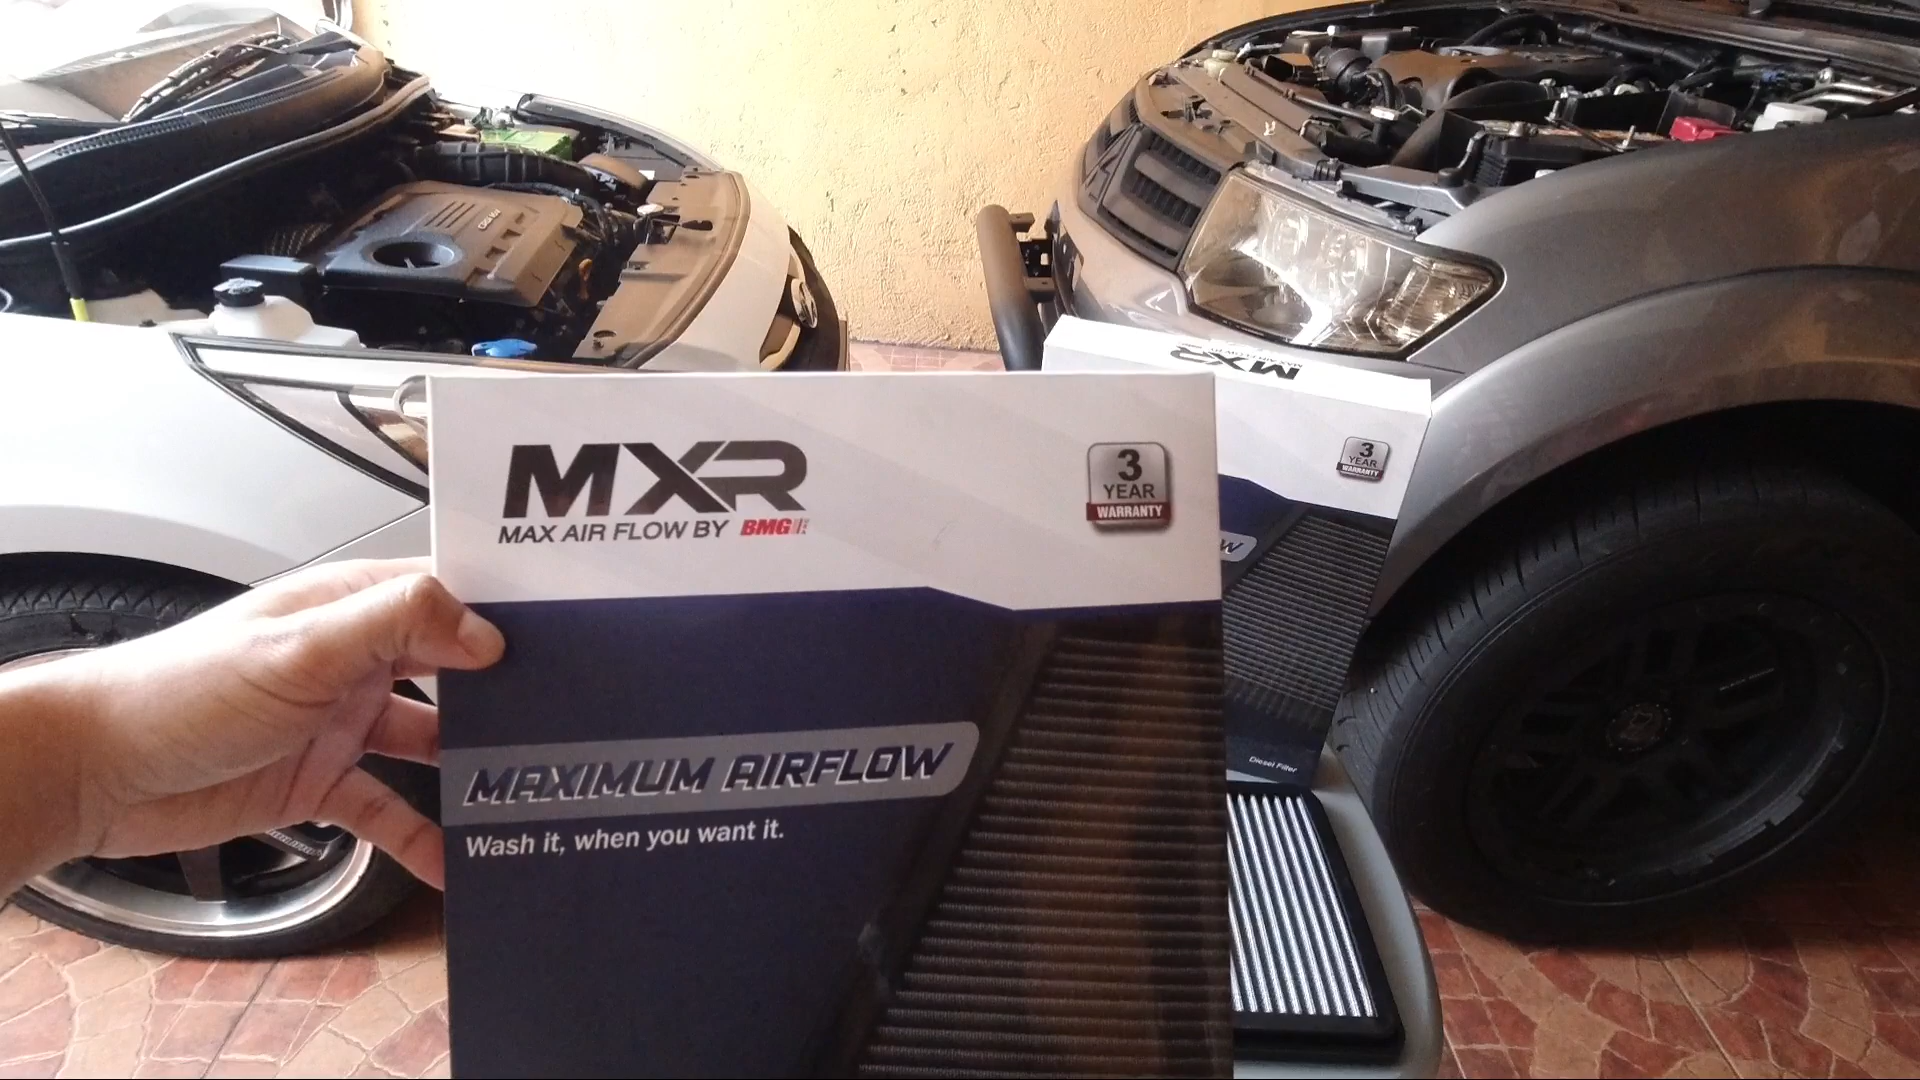 MXR
MAX AIR FLOW BY BMG
3
YEAR
WARRANTY
MAXIMUM AIRFLOW
Wash it, when you want it.
MXR
3
YEAR
WARRANTY
W
Diesel Filter